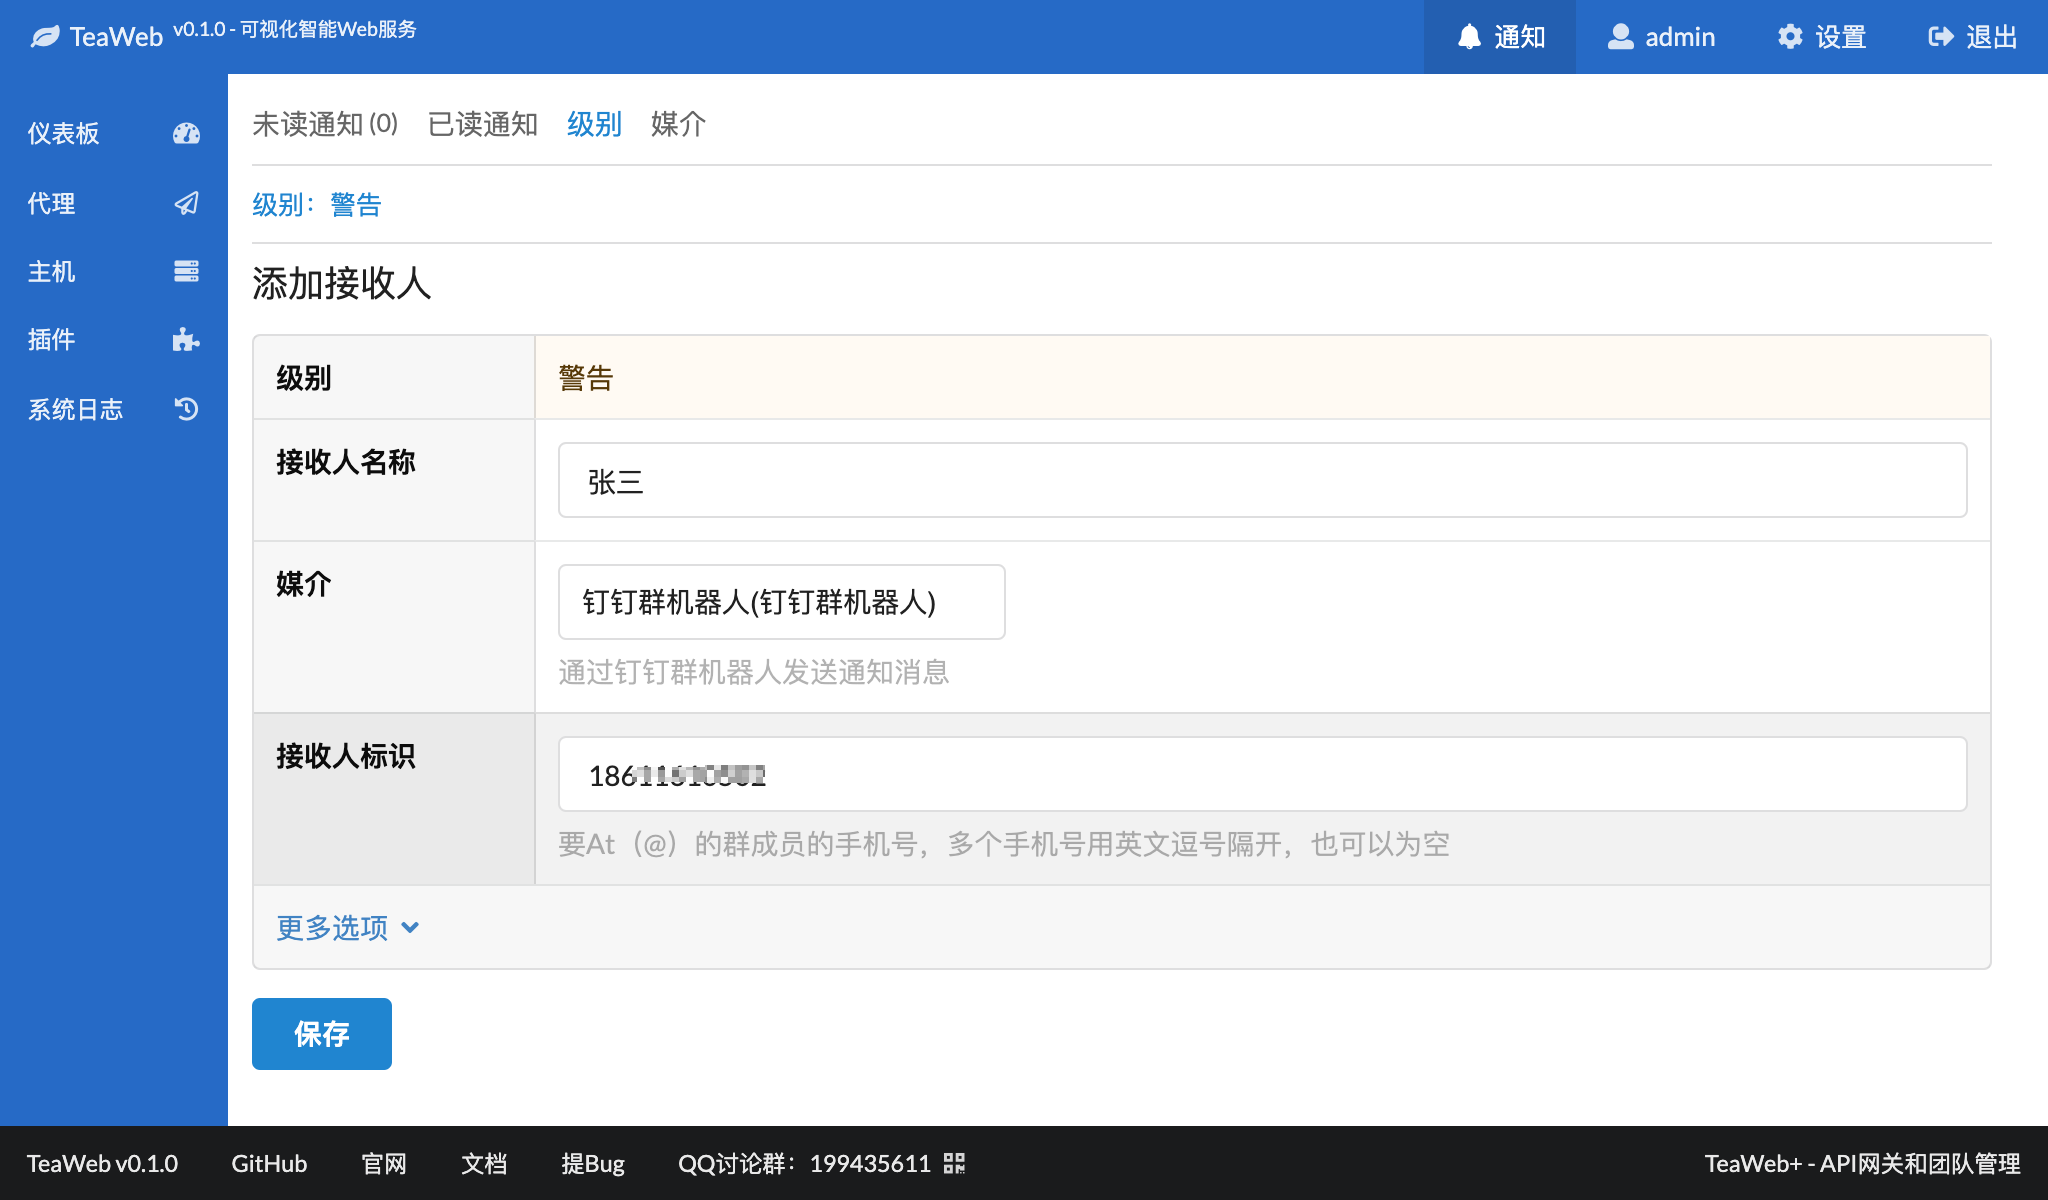 TeaWeb v0.1.0 - 可视化智能Web服务
通知 admin 设置 退出
仪表板
代理
主机
插件
系统日志
未读通知(0) 已读通知 级别 媒介
级别：警告
添加接收人
级别 警告
接收人名称 张三
媒介 钉钉群机器人(钉钉群机器人)
通过钉钉群机器人发送通知消息
接收人标识 186
要At（@）的群成员的手机号，多个手机号用英文逗号隔开，也可以为空
更多选项
保存
TeaWeb v0.1.0 GitHub 官网 文档 提Bug QQ讨论群：199435611 TeaWeb+ - API网关和团队管理